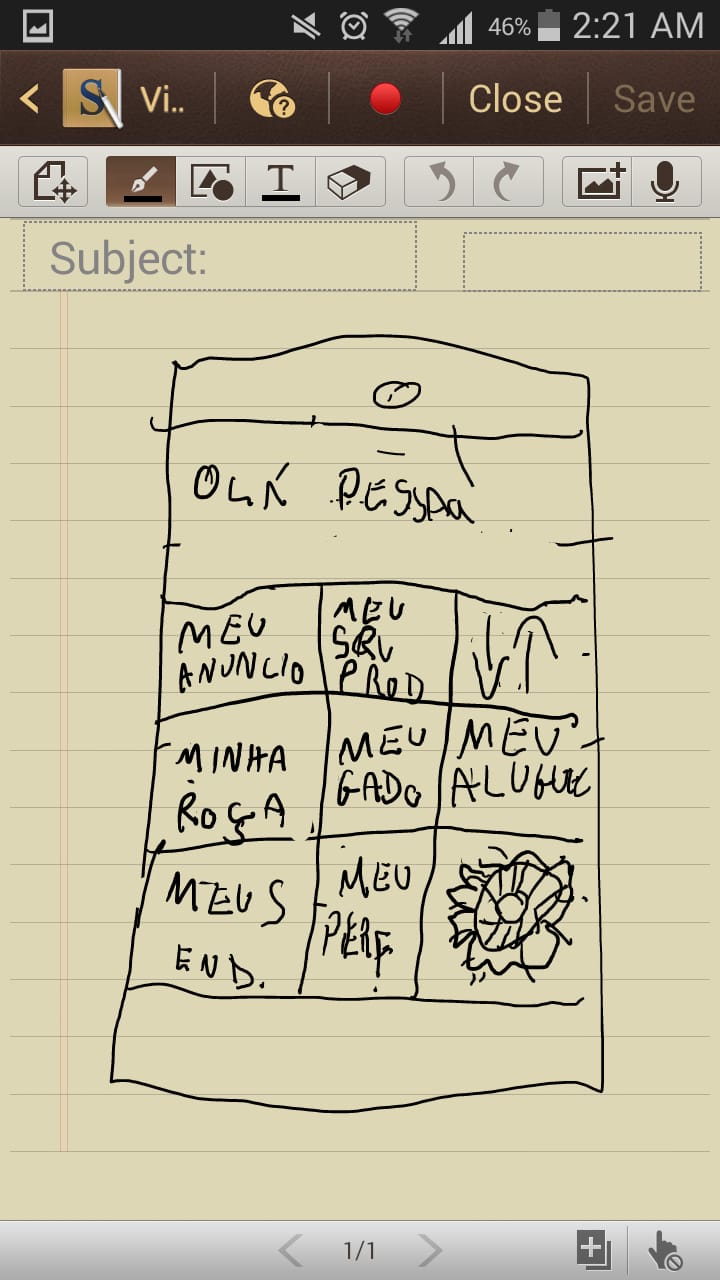 46% 2:21 AM
S Vi.. Close Save
T
Subject:
OLÁ PESSOA
MEU ANUNCIO
MEU SRV PROD
MINHA ROÇA
MEU GADO
MEU ALUGUE
MEUS END.
MEU PERF.
1/1